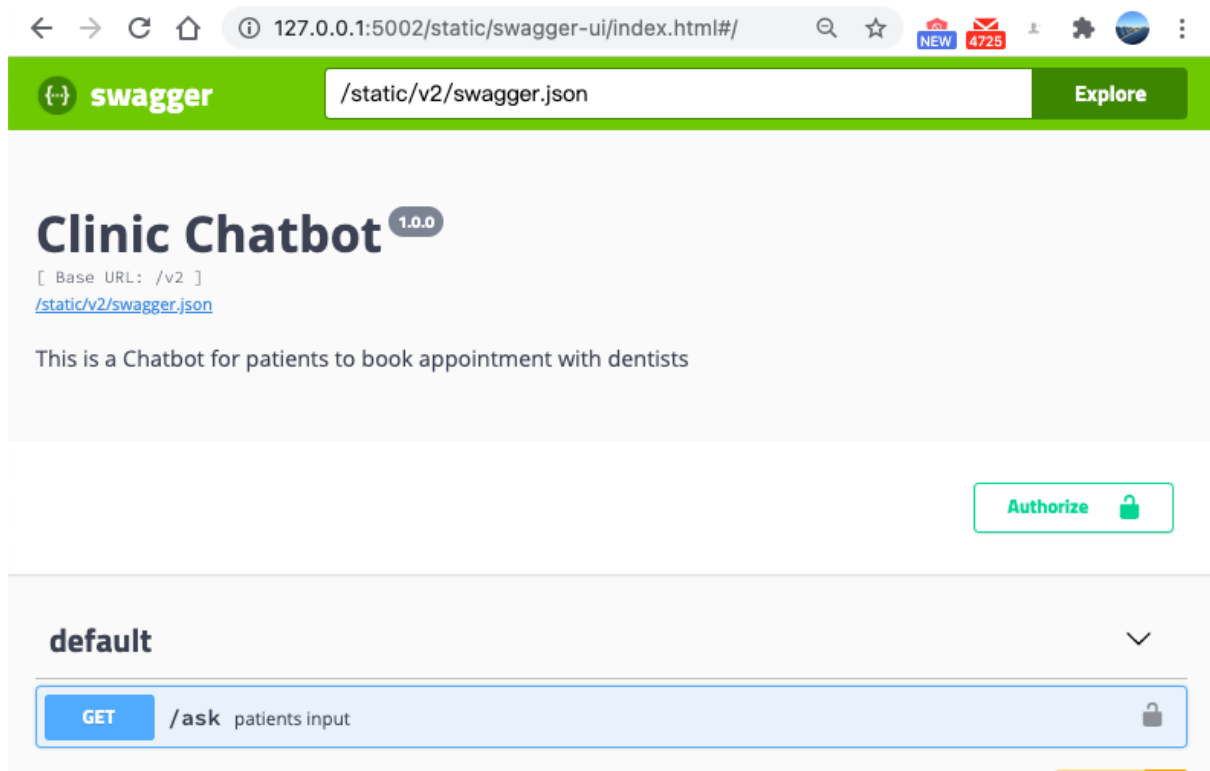 127.0.0.1:5002/static/swagger-ui/index.html#/
NEW
4725
{··} swagger
/static/v2/swagger.json
Explore
Clinic Chatbot 1.0.0
[ Base URL: /v2 ]
/static/v2/swagger.json
This is a Chatbot for patients to book appointment with dentists
Authorize
default
GET /ask patients input